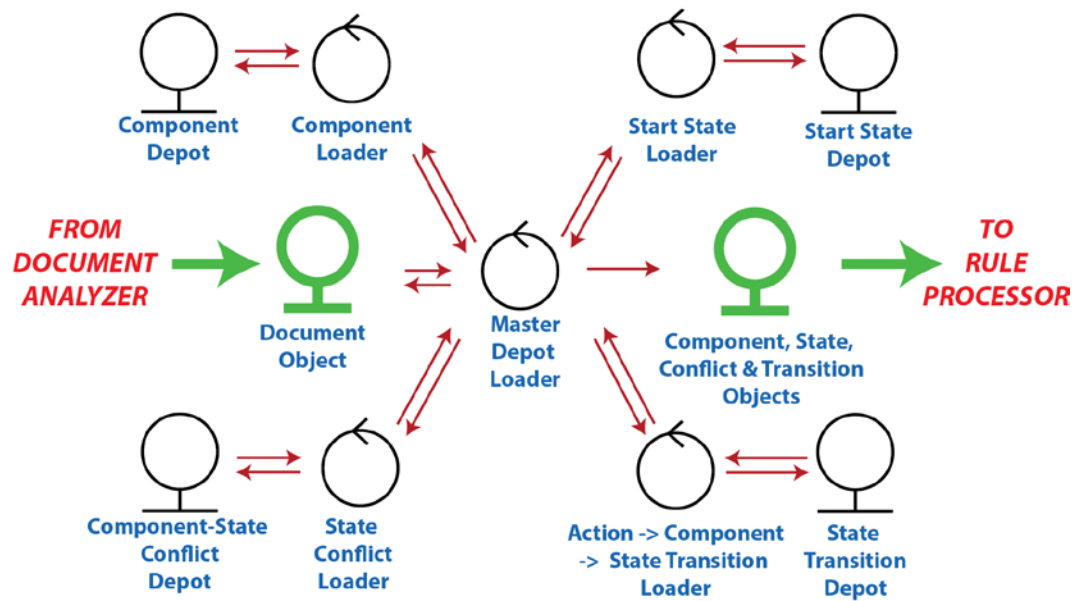 Component
Depot
Component
Loader
Start State
Loader
Start State
Depot
FROM
DOCUMENT
ANALYZER
Document
Object
Master
Depot
Loader
Component, State,
Conflict & Transition
Objects
TO
RULE
PROCESSOR
Component-State
Conflict
Depot
State
Conflict
Loader
Action -> Component
-> State Transition
Loader
State
Transition
Depot